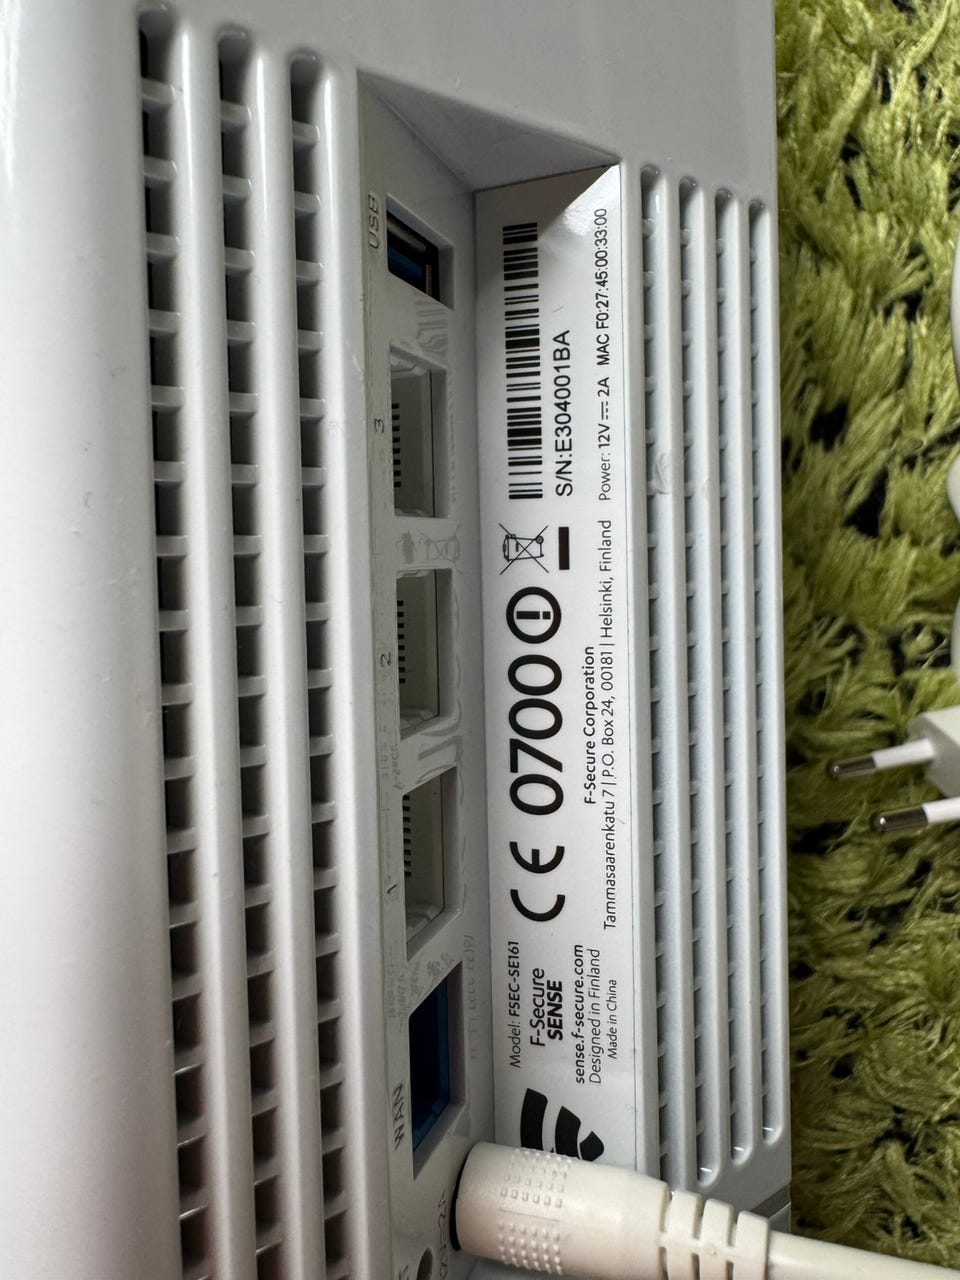 USB
3
2
1
WAN
S/N:E304001BA
Power: 12V ⎓ 2A MAC F0:27:45:00:33:00
CE 0700
F-Secure Corporation
Tammasaarenkatu 7 | P.O. Box 24, 00181 | Helsinki, Finland
Model: FSEC-SE161
F-Secure
SENSE
sense.f-secure.com
Designed in Finland
Made in China